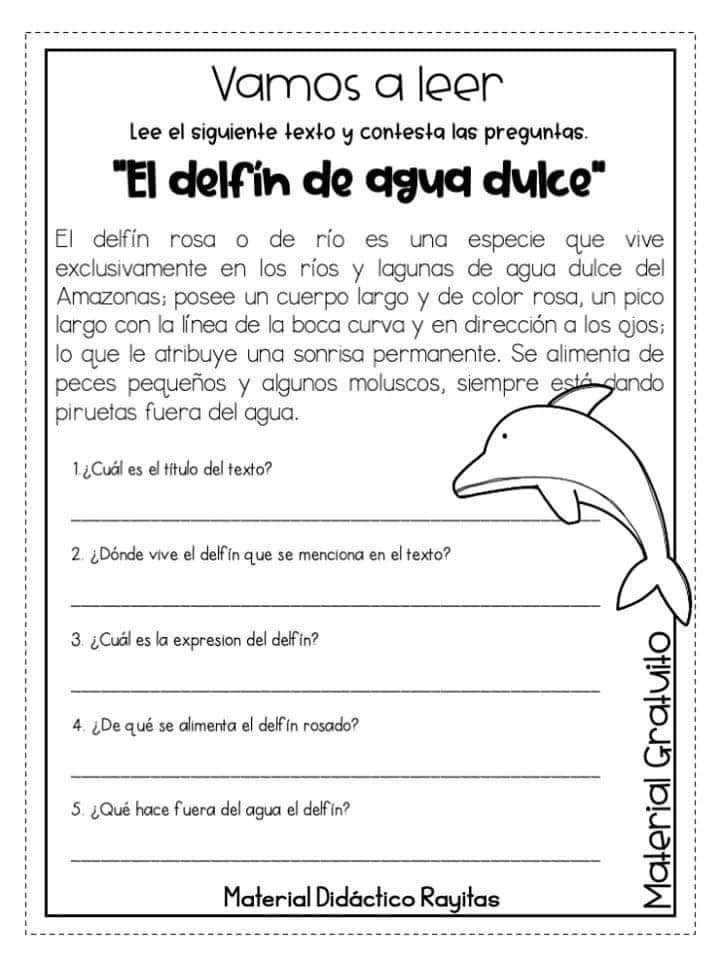 Vamos a leer
Lee el siguiente texto y contesta las preguntas.
"El delfín de agua dulce"
El delfín rosa o de río es una especie que vive
exclusivamente en los ríos y lagunas de agua dulce del
Amazonas; posee un cuerpo largo y de color rosa, un pico
largo con la línea de la boca curva y en dirección a los ojos;
lo que le atribuye una sonrisa permanente. Se alimenta de
peces pequeños y algunos moluscos, siempre está dando
piruetas fuera del agua.
1.¿Cuál es el título del texto?
2. ¿Dónde vive el delfín que se menciona en el texto?
3. ¿Cuál es la expresion del delfín?
4. ¿De qué se alimenta el delfín rosado?
5. ¿Qué hace fuera del agua el delfín?
Material Didáctico Rayitas
Material Gratuito